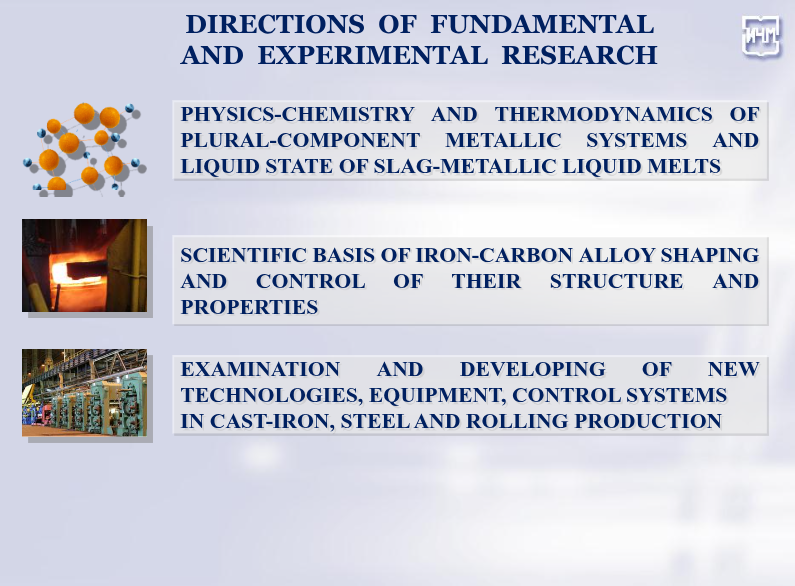 DIRECTIONS OF FUNDAMENTAL
AND EXPERIMENTAL RESEARCH
ИЧМ
PHYSICS-CHEMISTRY AND THERMODYNAMICS OF
PLURAL-COMPONENT METALLIC SYSTEMS AND
LIQUID STATE OF SLAG-METALLIC LIQUID MELTS
SCIENTIFIC BASIS OF IRON-CARBON ALLOY SHAPING
AND CONTROL OF THEIR STRUCTURE AND
PROPERTIES
EXAMINATION AND DEVELOPING OF NEW
TECHNOLOGIES, EQUIPMENT, CONTROL SYSTEMS
IN CAST-IRON, STEEL AND ROLLING PRODUCTION